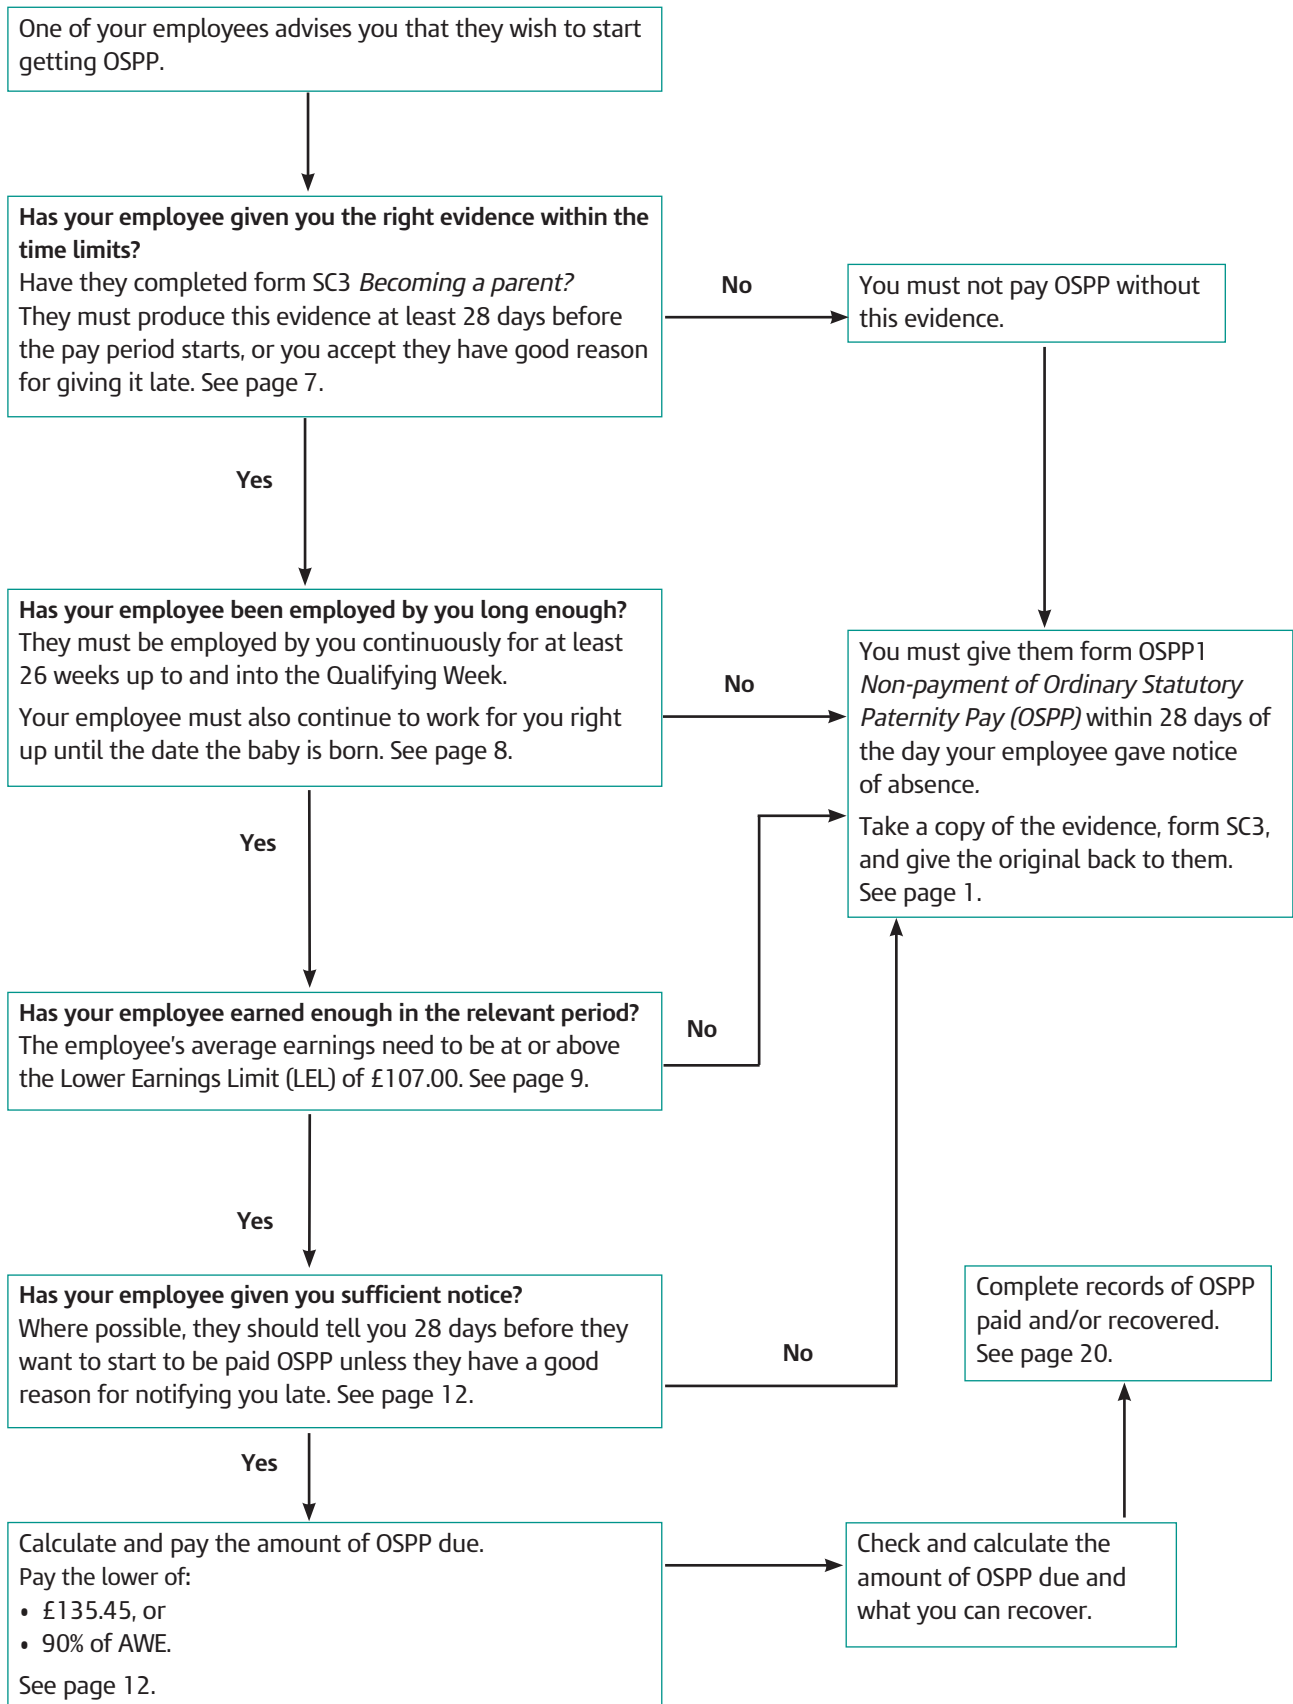 One of your employees advises you that they wish to start
getting OSPP.
Has your employee given you the right evidence within the
time limits?
Have they completed form SC3 Becoming a parent?
They must produce this evidence at least 28 days before
the pay period starts, or you accept they have good reason
for giving it late. See page 7.
No
You must not pay OSPP without
this evidence.
Yes
Has your employee been employed by you long enough?
They must be employed by you continuously for at least
26 weeks up to and into the Qualifying Week.
Your employee must also continue to work for you right
up until the date the baby is born. See page 8.
No
You must give them form OSPP1
Non-payment of Ordinary Statutory
Paternity Pay (OSPP) within 28 days of
the day your employee gave notice
of absence.
Take a copy of the evidence, form SC3,
and give the original back to them.
See page 1.
Yes
Has your employee earned enough in the relevant period?
The employee's average earnings need to be at or above
the Lower Earnings Limit (LEL) of £107.00. See page 9.
No
Yes
Has your employee given you sufficient notice?
Where possible, they should tell you 28 days before they
want to start to be paid OSPP unless they have a good
reason for notifying you late. See page 12.
No
Complete records of OSPP
paid and/or recovered.
See page 20.
Yes
Calculate and pay the amount of OSPP due.
Pay the lower of:
• £135.45, or
• 90% of AWE.
See page 12.
Check and calculate the
amount of OSPP due and
what you can recover.